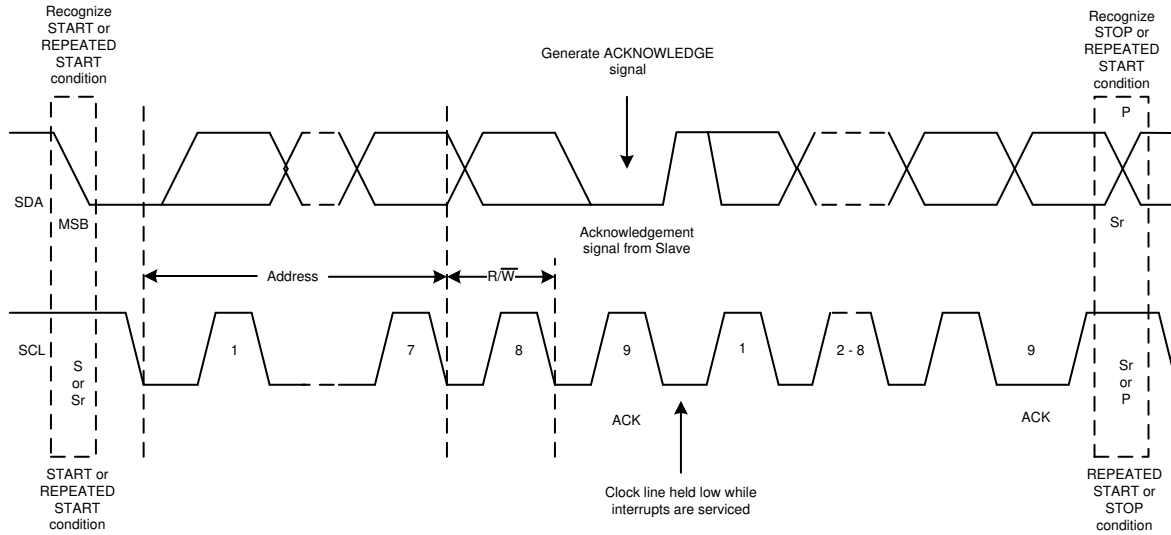 Recognize
START or
REPEATED
START
condition
Generate ACKNOWLEDGE
signal
Recognize
STOP or
REPEATED
START
condition
P
SDA
MSB
Acknowledgement
signal from Slave
Sr
Address
R/W̅
SCL
S
or
Sr
1
7
8
9
1
2 - 8
9
Sr
or
P
ACK
ACK
START or
REPEATED
START
condition
Clock line held low while
interrupts are serviced
REPEATED
START or
STOP
condition